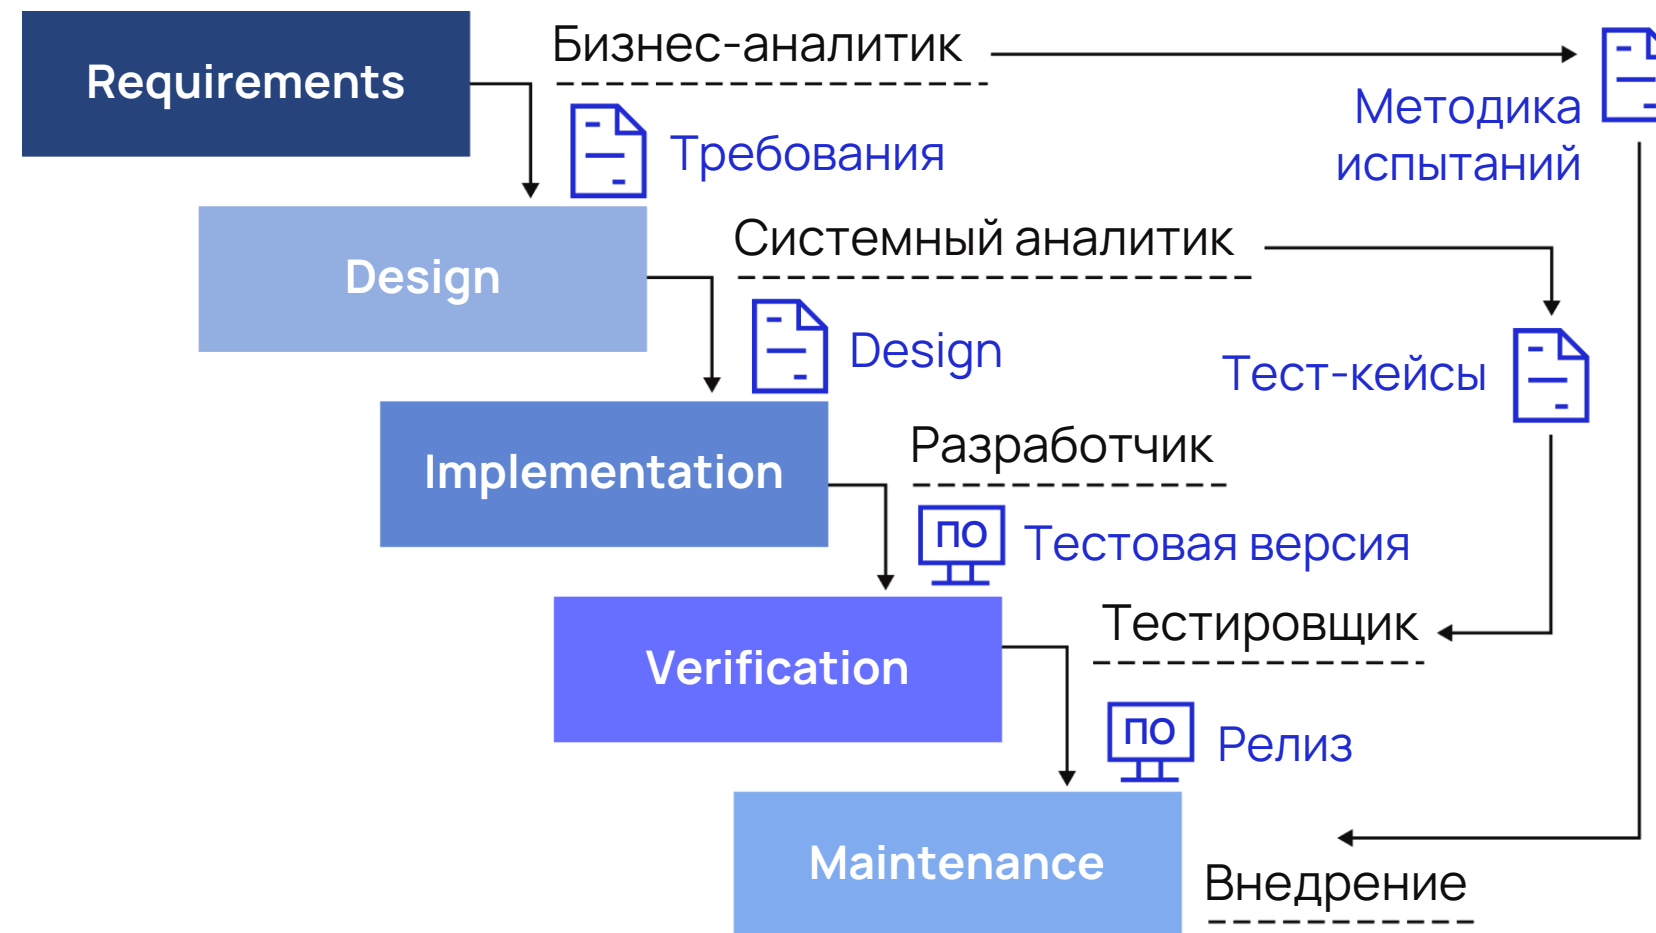 Requirements
Бизнес-аналитик
Требования
Методика
испытаний
Design
Системный аналитик
Design
Тест-кейсы
Implementation
Разработчик
ПО
Тестовая версия
Verification
Тестировщик
ПО
Релиз
Maintenance
Внедрение